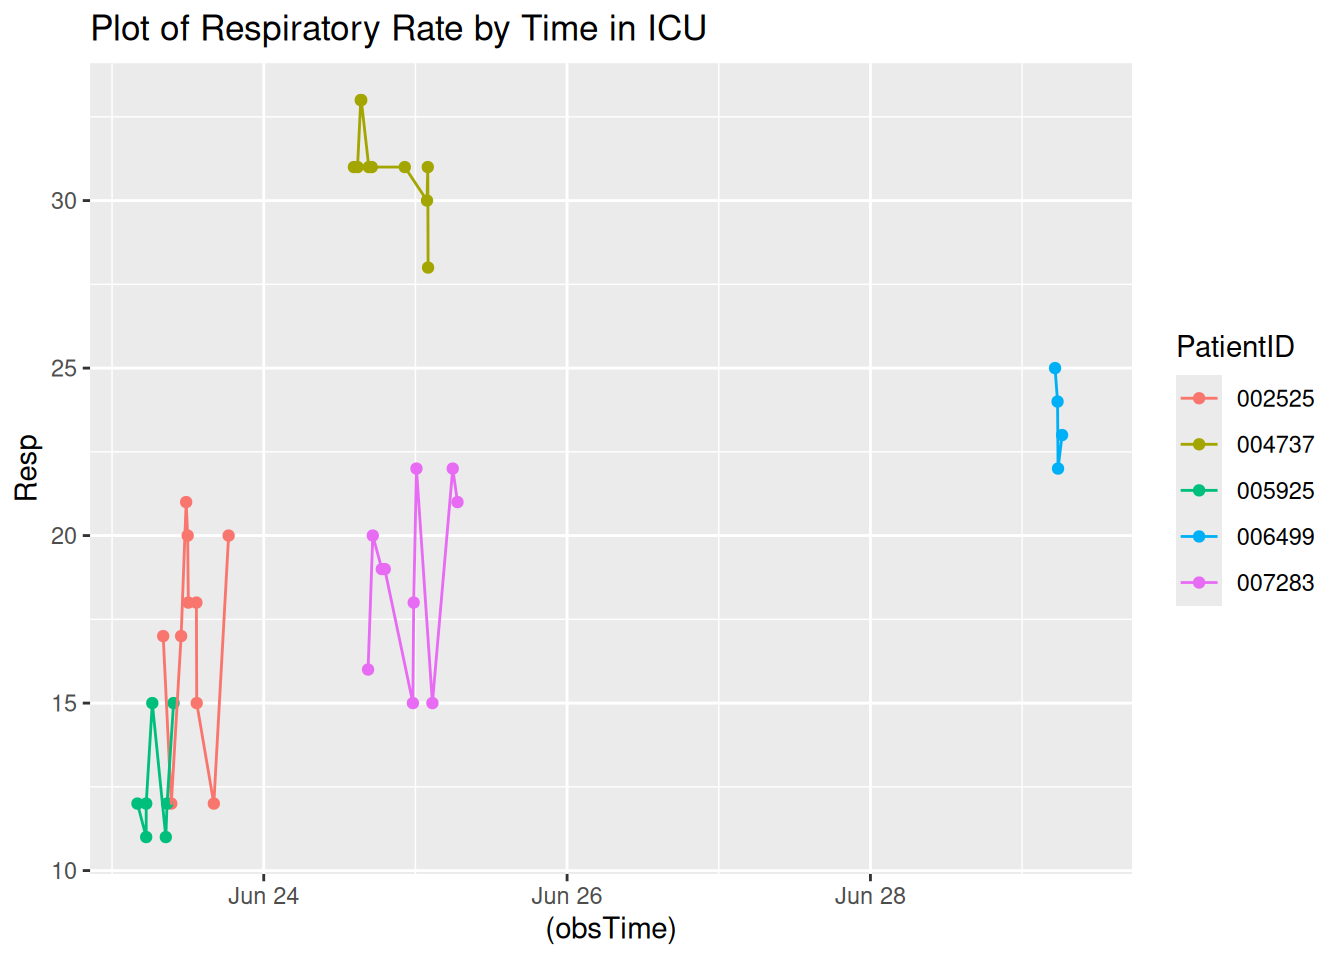 Plot of Respiratory Rate by Time in ICU
30
25
20
15
10
Resp
Jun 24
Jun 26
Jun 28
(obsTime)
PatientID
002525
004737
005925
006499
007283